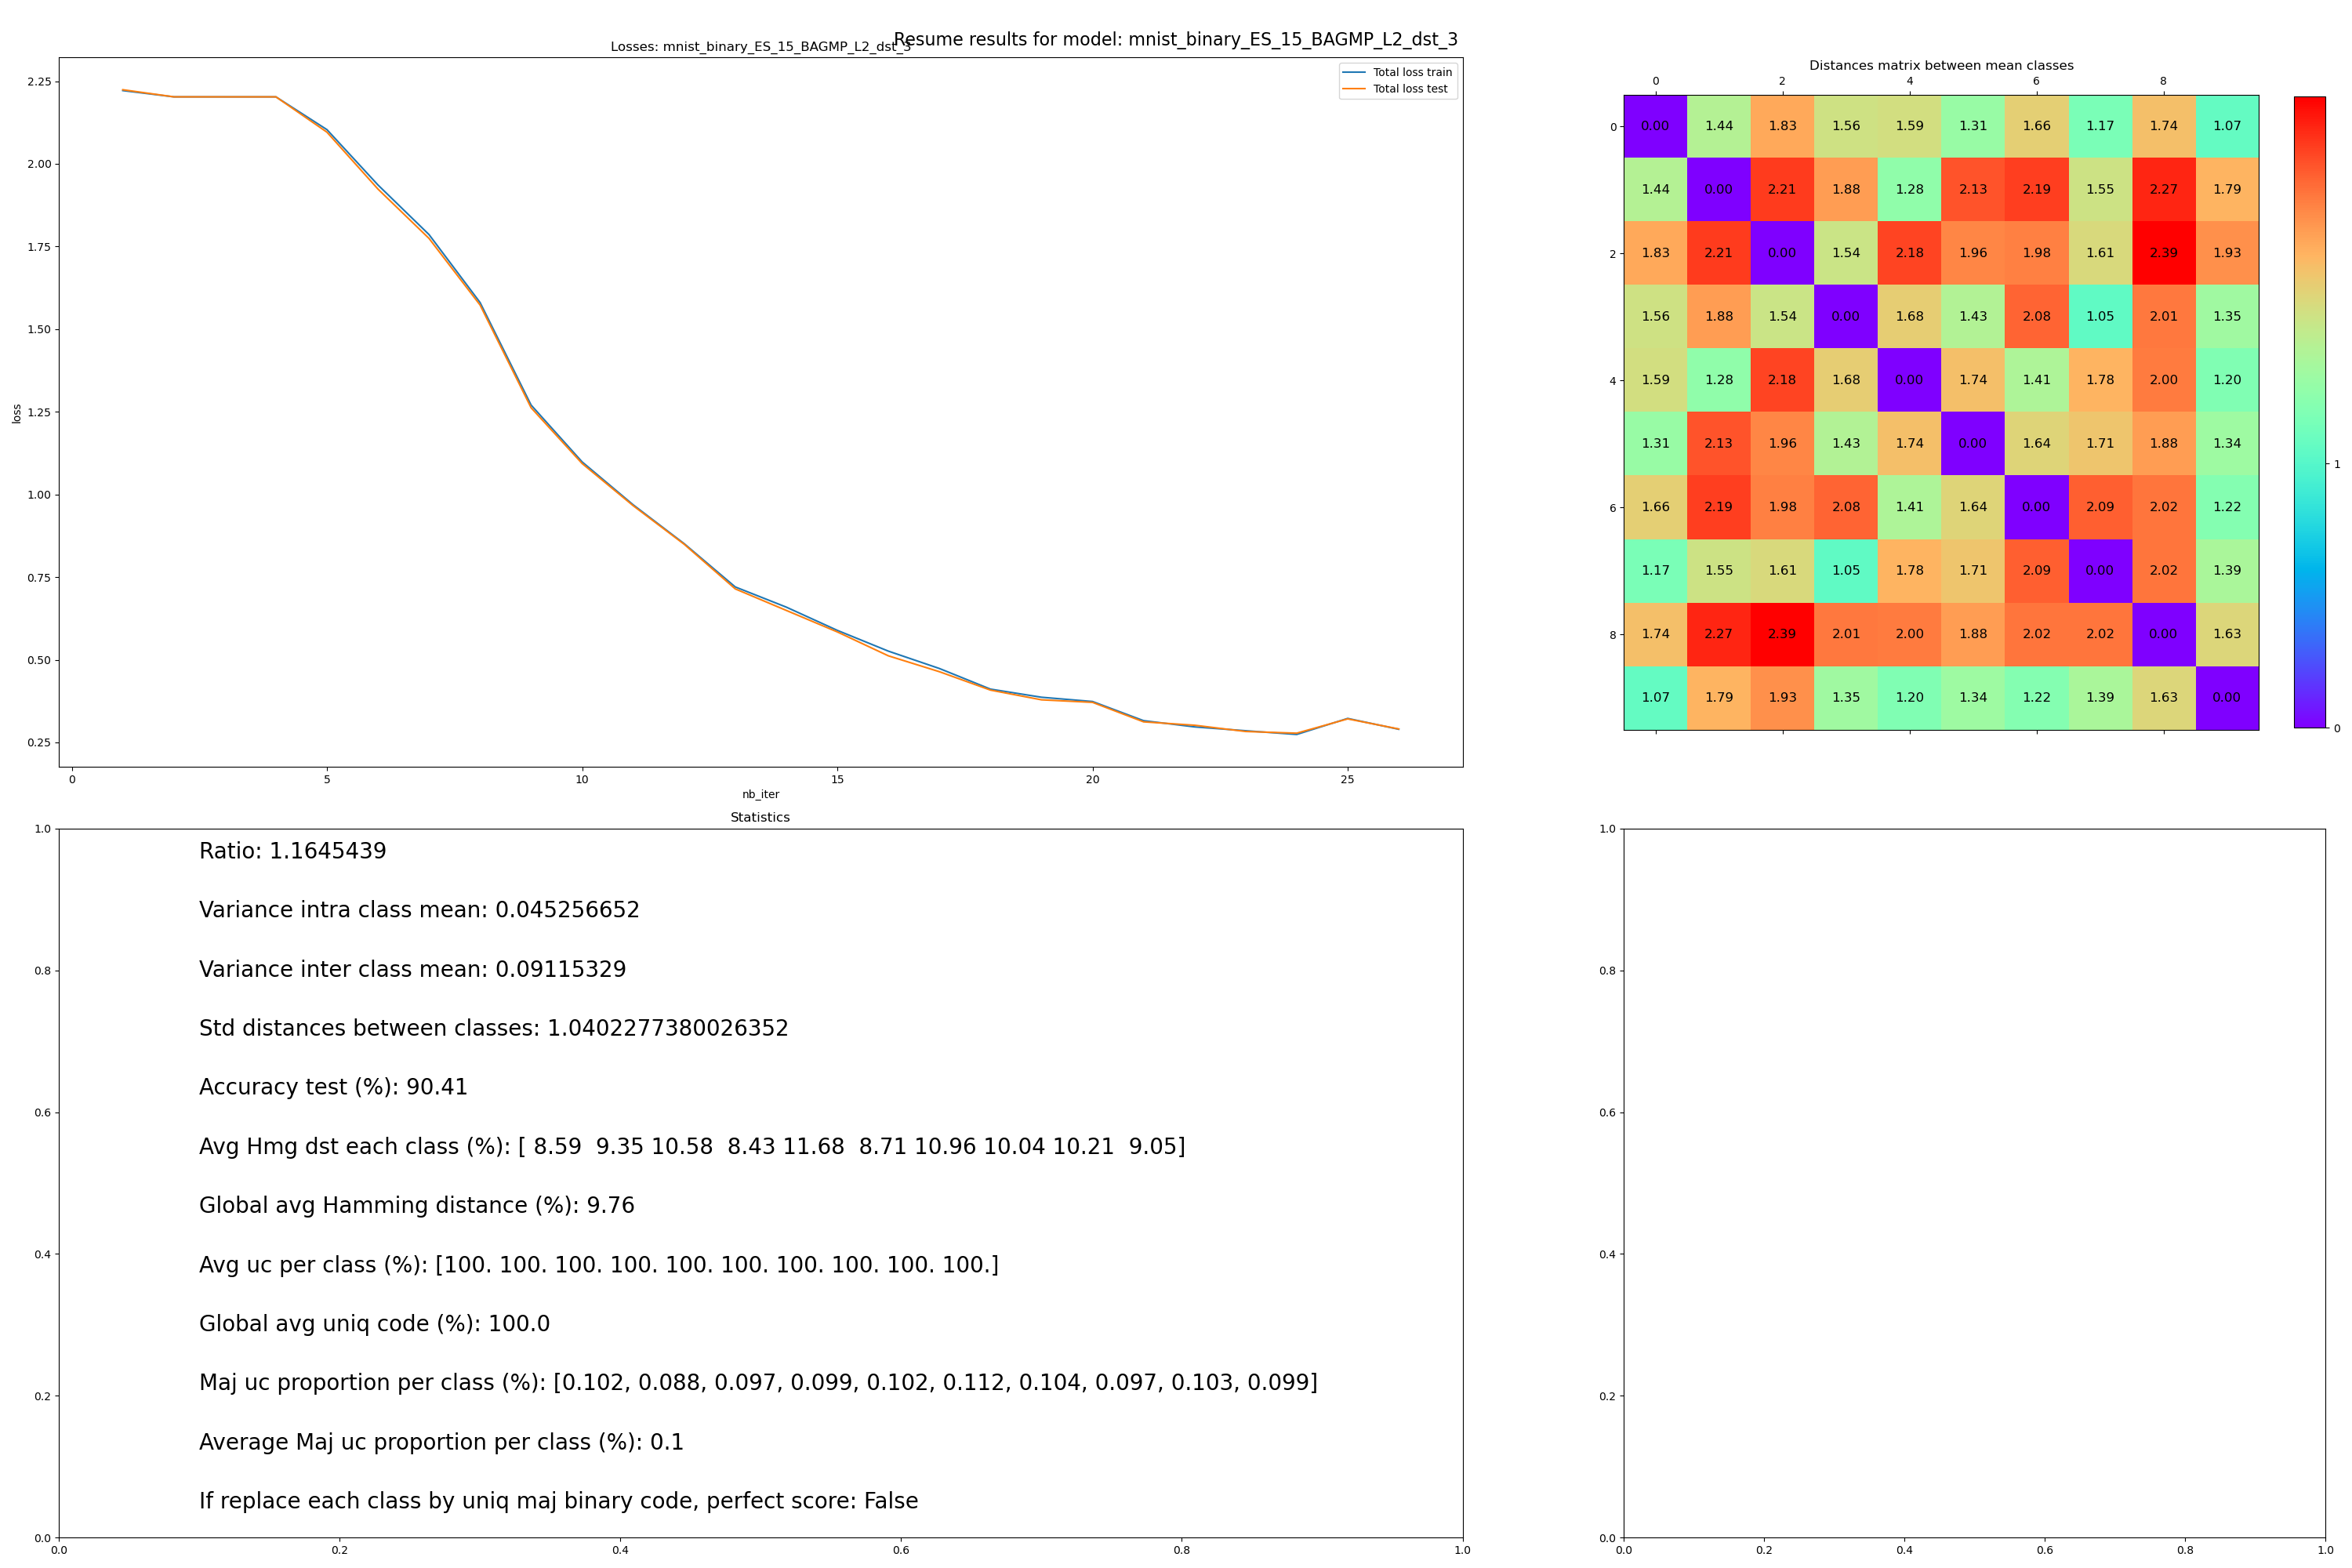 Resume results for model: mnist_binary_ES_15_BAGMP_L2_dst_3
Losses: mnist_binary_ES_15_BAGMP_L2_dst_3
Total loss train
Total loss test
2.25
2.00
1.75
1.50
1.25
1.00
0.75
0.50
0.25
loss
0 5 10 15 20 25
nb_iter
Distances matrix between mean classes
0 2 4 6 8
0 0.00 1.44 1.83 1.56 1.59 1.31 1.66 1.17 1.74 1.07
1.44 0.00 2.21 1.88 1.28 2.13 2.19 1.55 2.27 1.79
2 1.83 2.21 0.00 1.54 2.18 1.96 1.98 1.61 2.39 1.93
1.56 1.88 1.54 0.00 1.68 1.43 2.08 1.05 2.01 1.35
4 1.59 1.28 2.18 1.68 0.00 1.74 1.41 1.78 2.00 1.20
1.31 2.13 1.96 1.43 1.74 0.00 1.64 1.71 1.88 1.34
6 1.66 2.19 1.98 2.08 1.41 1.64 0.00 2.09 2.02 1.22
1.17 1.55 1.61 1.05 1.78 1.71 2.09 0.00 2.02 1.39
8 1.74 2.27 2.39 2.01 2.00 1.88 2.02 2.02 0.00 1.63
1.07 1.79 1.93 1.35 1.20 1.34 1.22 1.39 1.63 0.00
1
0
Statistics
Ratio: 1.1645439
Variance intra class mean: 0.045256652
Variance inter class mean: 0.09115329
Std distances between classes: 1.0402277380026352
Accuracy test (%): 90.41
Avg Hmg dst each class (%): [ 8.59  9.35 10.58  8.43 11.68  8.71 10.96 10.04 10.21  9.05]
Global avg Hamming distance (%): 9.76
Avg uc per class (%): [100. 100. 100. 100. 100. 100. 100. 100. 100. 100.]
Global avg uniq code (%): 100.0
Maj uc proportion per class (%): [0.102, 0.088, 0.097, 0.099, 0.102, 0.112, 0.104, 0.097, 0.103, 0.099]
Average Maj uc proportion per class (%): 0.1
If replace each class by uniq maj binary code, perfect score: False
1.0
0.8
0.6
0.4
0.2
0.0
0.0 0.2 0.4 0.6 0.8 1.0
1.0
0.8
0.6
0.4
0.2
0.0
0.0 0.2 0.4 0.6 0.8 1.0